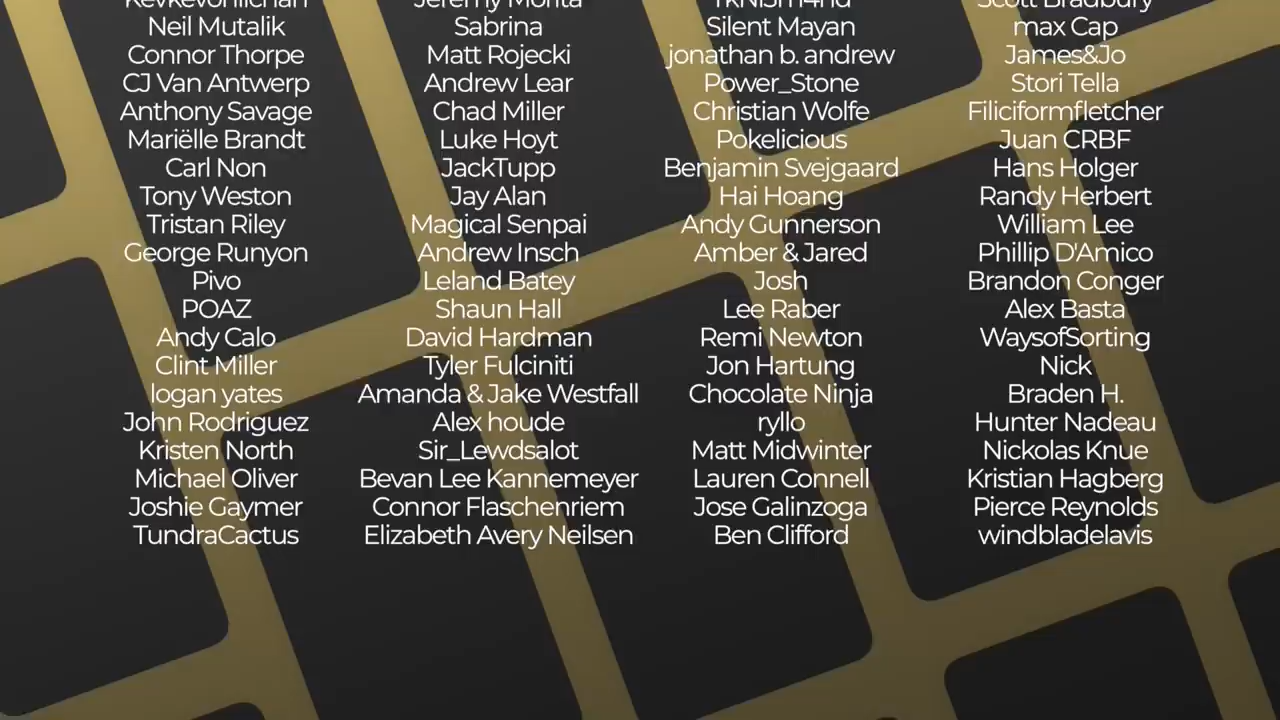 Neil Mutalik Sabrina Silent Mayan max Cap
Connor Thorpe Matt Rojecki jonathan b. andrew James&Jo
CJ Van Antwerp Andrew Lear Power_Stone Stori Tella
Anthony Savage Chad Miller Christian Wolfe Filiciformfletcher
Mariëlle Brandt Luke Hoyt Pokelicious Juan CRBF
Carl Non JackTupp Benjamin Svejgaard Hans Holger
Tony Weston Jay Alan Hai Hoang Randy Herbert
Tristan Riley Magical Senpai Andy Gunnerson William Lee
George Runyon Andrew Insch Amber & Jared Phillip D'Amico
Pivo Leland Batey Josh Brandon Conger
POAZ Shaun Hall Lee Raber Alex Basta
Andy Calo David Hardman Remi Newton WaysofSorting
Clint Miller Tyler Fulciniti Jon Hartung Nick
logan yates Amanda & Jake Westfall Chocolate Ninja Braden H.
John Rodriguez Alex houde ryllo Hunter Nadeau
Kristen North Sir_Lewdsalot Matt Midwinter Nickolas Knue
Michael Oliver Bevan Lee Kannemeyer Lauren Connell Kristian Hagberg
Joshie Gaymer Connor Flaschenriem Jose Galinzoga Pierce Reynolds
TundraCactus Elizabeth Avery Neilsen Ben Clifford windbladelavis